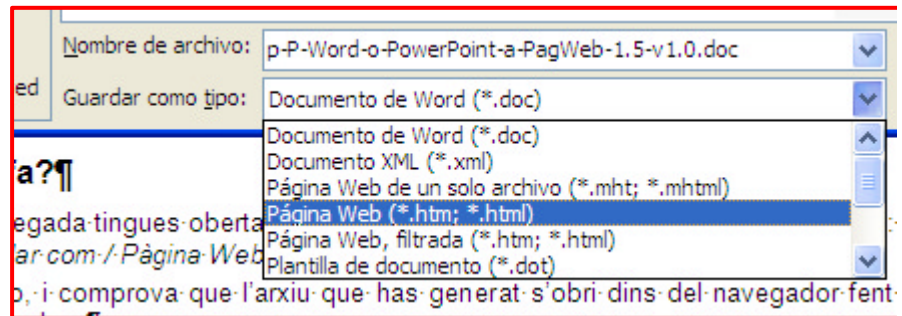 Nombre de archivo: p-P-Word-o-PowerPoint-a-PagWeb-1.5-v1.0.doc
ed Guardar como tipo: Documento de Word (*.doc)
Documento de Word (*.doc)
Documento XML (*.xml)
fa?¶ Página Web de un solo archivo (*.mht; *.mhtml)
egada·tingues·oberta Página Web (*.htm; *.html)
Página Web, filtrada (*.htm; *.html)
ar·com·/·Pàgina·Web Plantilla de documento (*.dot)
o,·i·comprova·que·l'arxiu·que·has·generat·s'obri·dins·del·navegador·fent·